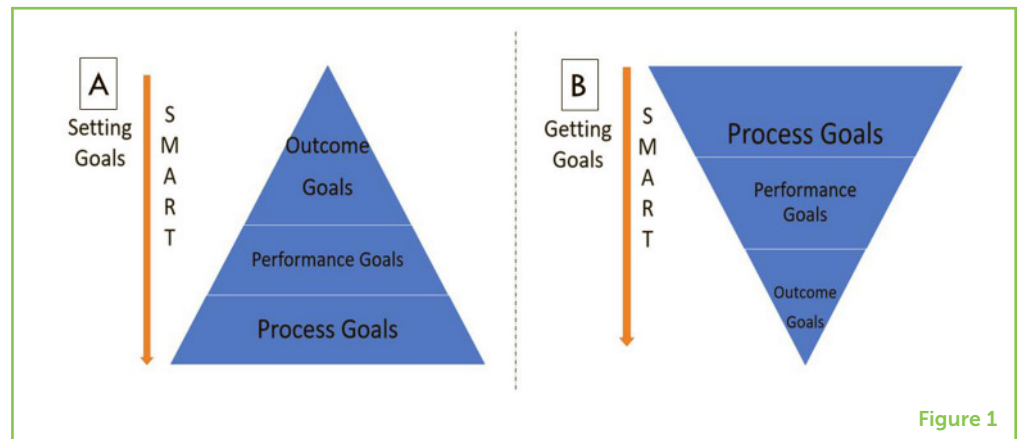 A
Setting
Goals
S
M
A
R
T
Outcome
Goals
Performance Goals
Process Goals
B
Getting
Goals
S
M
A
R
T
Process Goals
Performance
Goals
Outcome
Goals
Figure 1